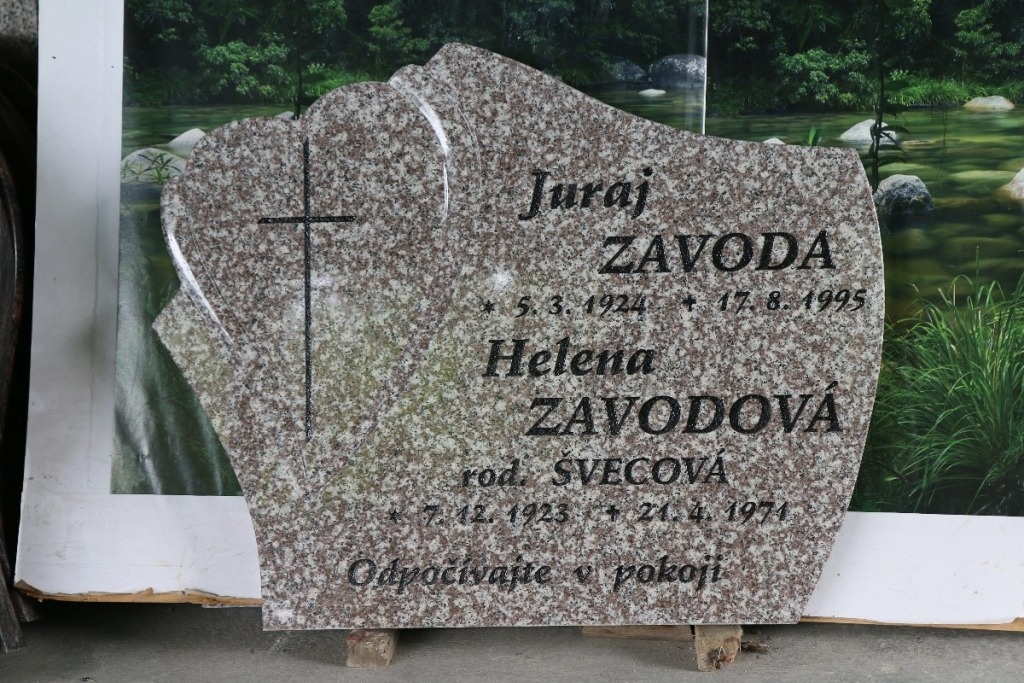 Juraj
ZAVODA
* 5. 3. 1924 + 17. 8. 1995
Helena
ZAVODOVÁ
rod. ŠVECOVÁ
* 7. 12. 1923 + 21. 4. 1971
Odpočívajte v pokoji